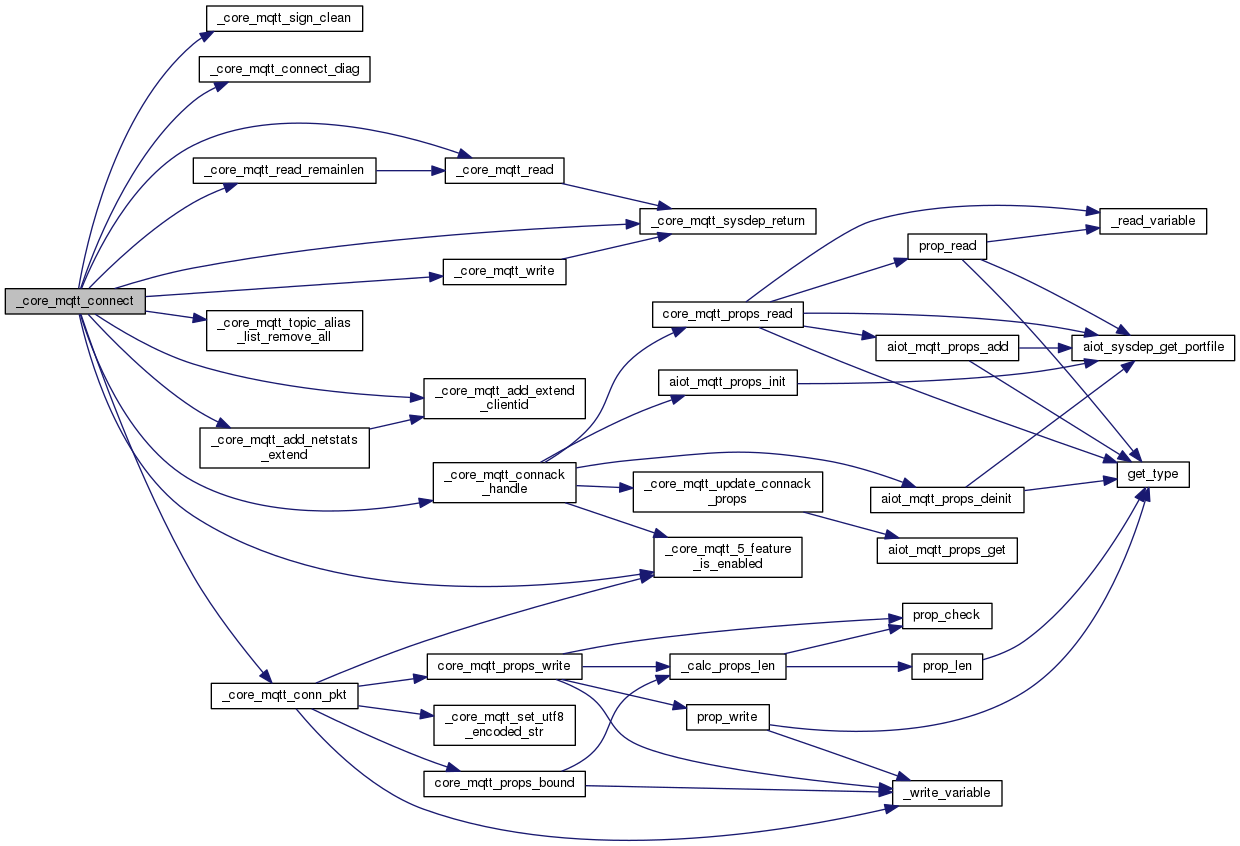 _core_mqtt_sign_clean
_core_mqtt_connect_diag
_core_mqtt_read_remainlen
_core_mqtt_read
_core_mqtt_sysdep_return
_read_variable
prop_read
_core_mqtt_write
_core_mqtt_connect
core_mqtt_props_read
_core_mqtt_topic_alias
_list_remove_all
aiot_mqtt_props_add
aiot_sysdep_get_portfile
aiot_mqtt_props_init
_core_mqtt_add_extend
_clientid
_core_mqtt_add_netstats
_extend
_core_mqtt_connack
_handle
get_type
_core_mqtt_update_connack
_props
aiot_mqtt_props_deinit
aiot_mqtt_props_get
_core_mqtt_5_feature
_is_enabled
prop_check
core_mqtt_props_write
_calc_props_len
prop_len
_core_mqtt_conn_pkt
_core_mqtt_set_utf8
_encoded_str
prop_write
core_mqtt_props_bound
_write_variable